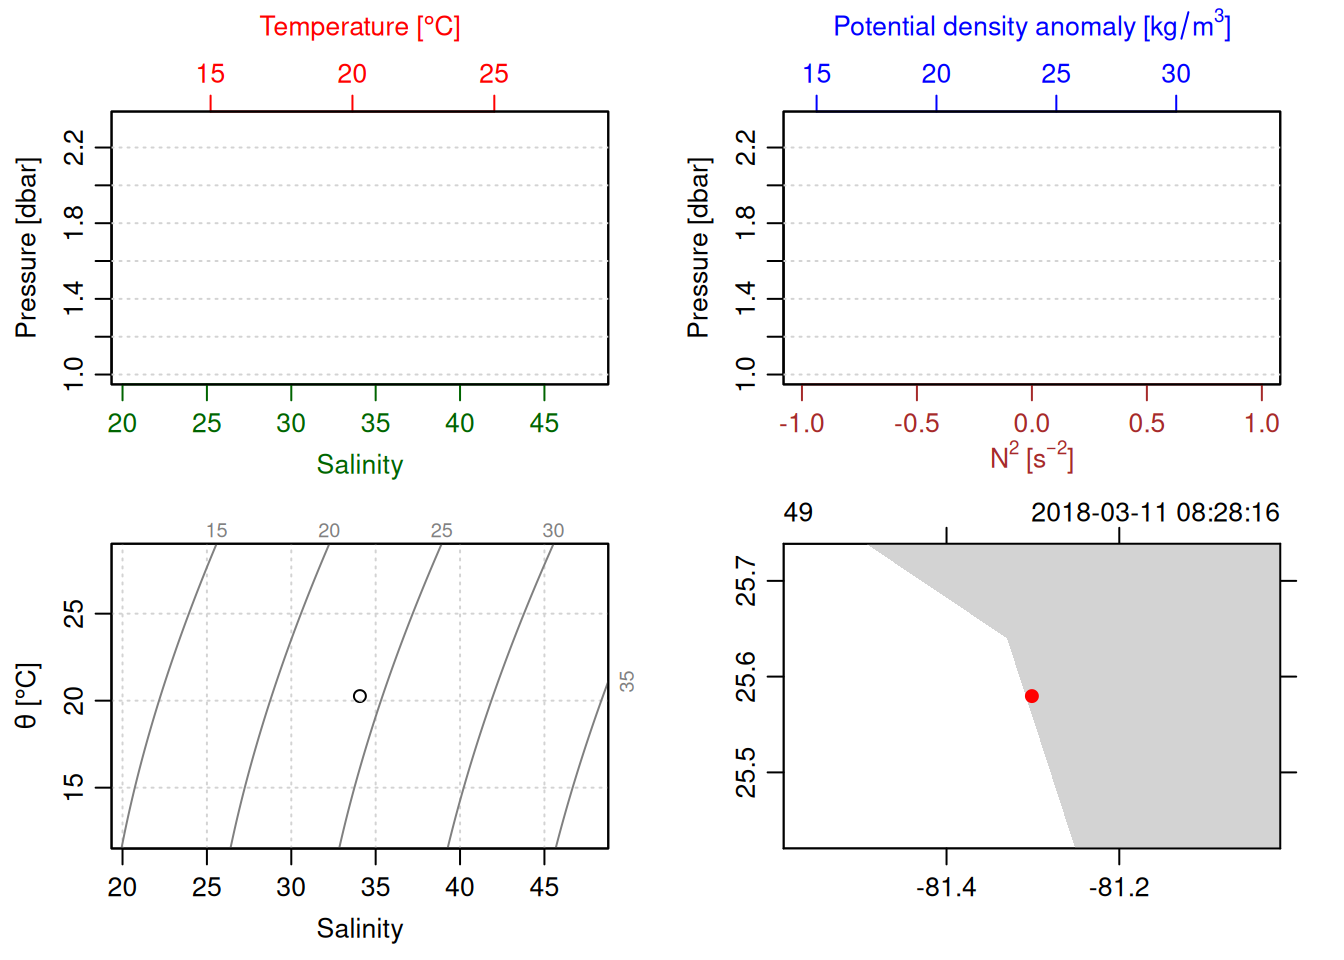 Temperature [°C]
15 20 25
Pressure [dbar]
2.2
1.8
1.4
1.0
20 25 30 35 40 45
Salinity
Potential density anomaly [kg/m³]
15 20 25 30
Pressure [dbar]
2.2
1.8
1.4
1.0
-1.0 -0.5 0.0 0.5 1.0
N² [s⁻²]
15 20 25 30
35
θ [°C]
25
20
15
20 25 30 35 40 45
Salinity
49 2018-03-11 08:28:16
25.7
25.6
25.5
-81.4 -81.2